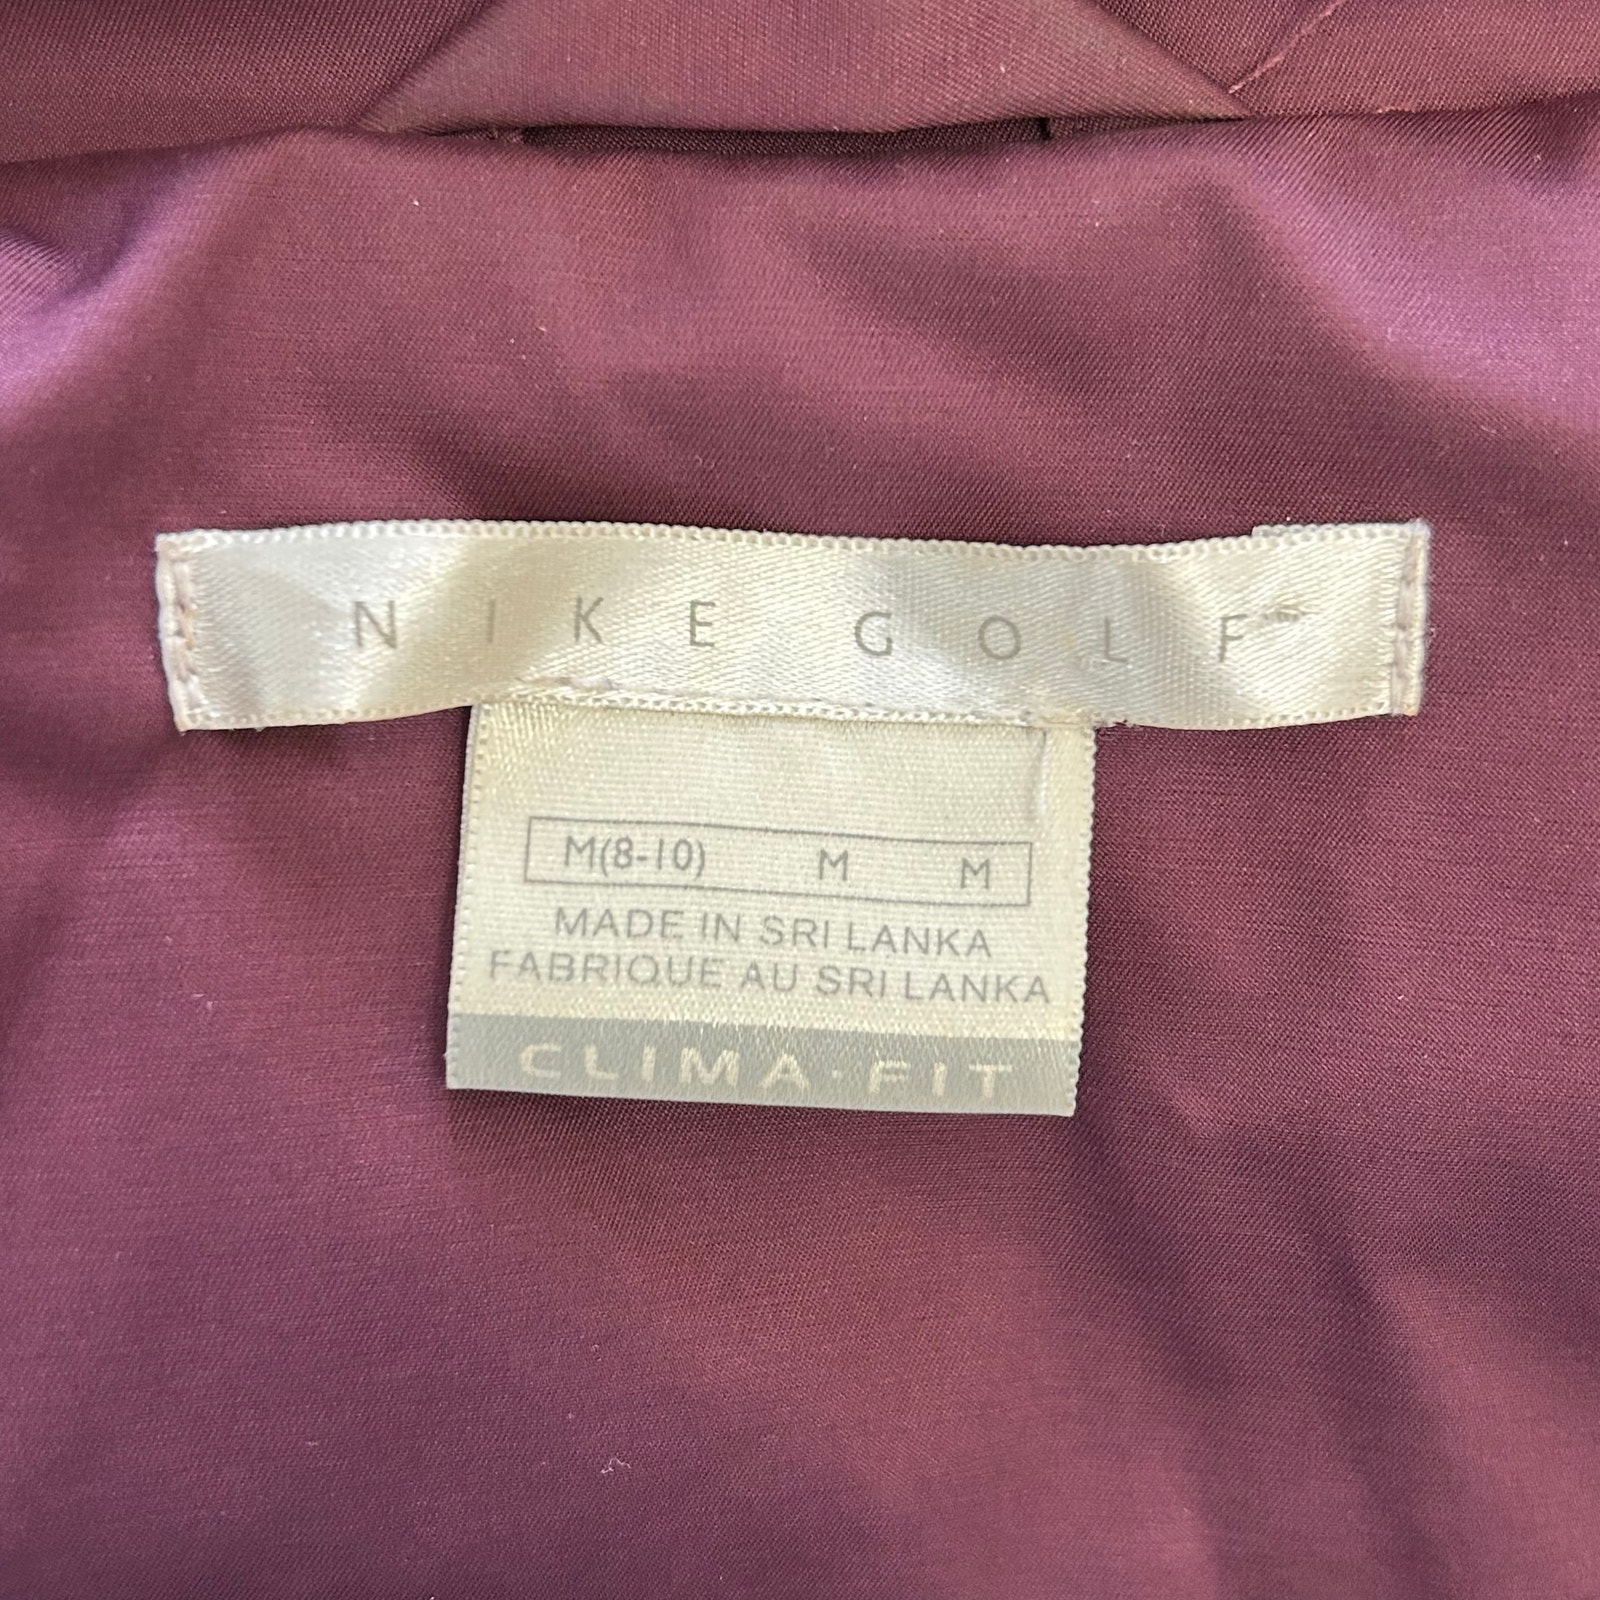 NIKE GOLF
M(8-10) M M
MADE IN SRI LANKA
FABRIQUE AU SRI LANKA
CLIMA·FIT